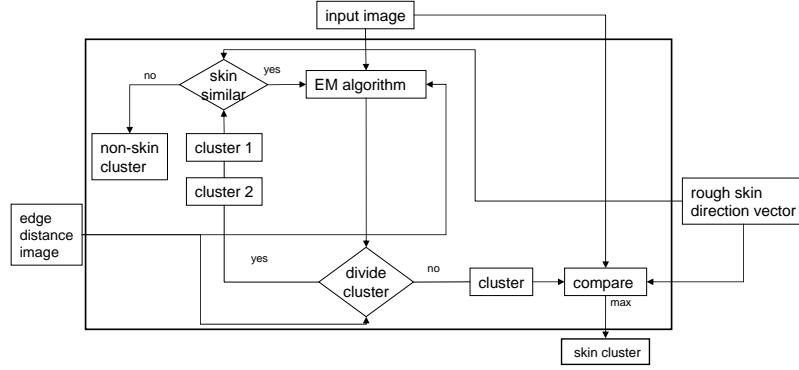 input image
no
skin
similar
yes
EM algorithm
non-skin
cluster
cluster 1
cluster 2
rough skin
direction vector
edge
distance
image
yes
divide
cluster
no
cluster
compare
max
skin cluster